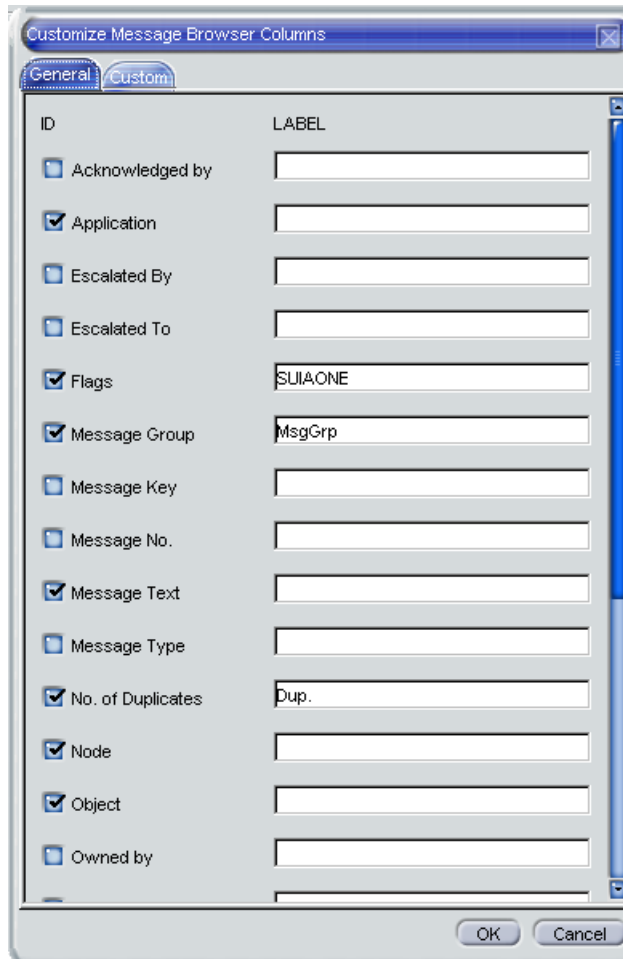 Customize Message Browser Columns
General Custom
ID LABEL
Acknowledged by
Application
Escalated By
Escalated To
Flags SUIAONE
Message Group MsgGrp
Message Key
Message No.
Message Text
Message Type
No. of Duplicates Dup.
Node
Object
Owned by
OK Cancel